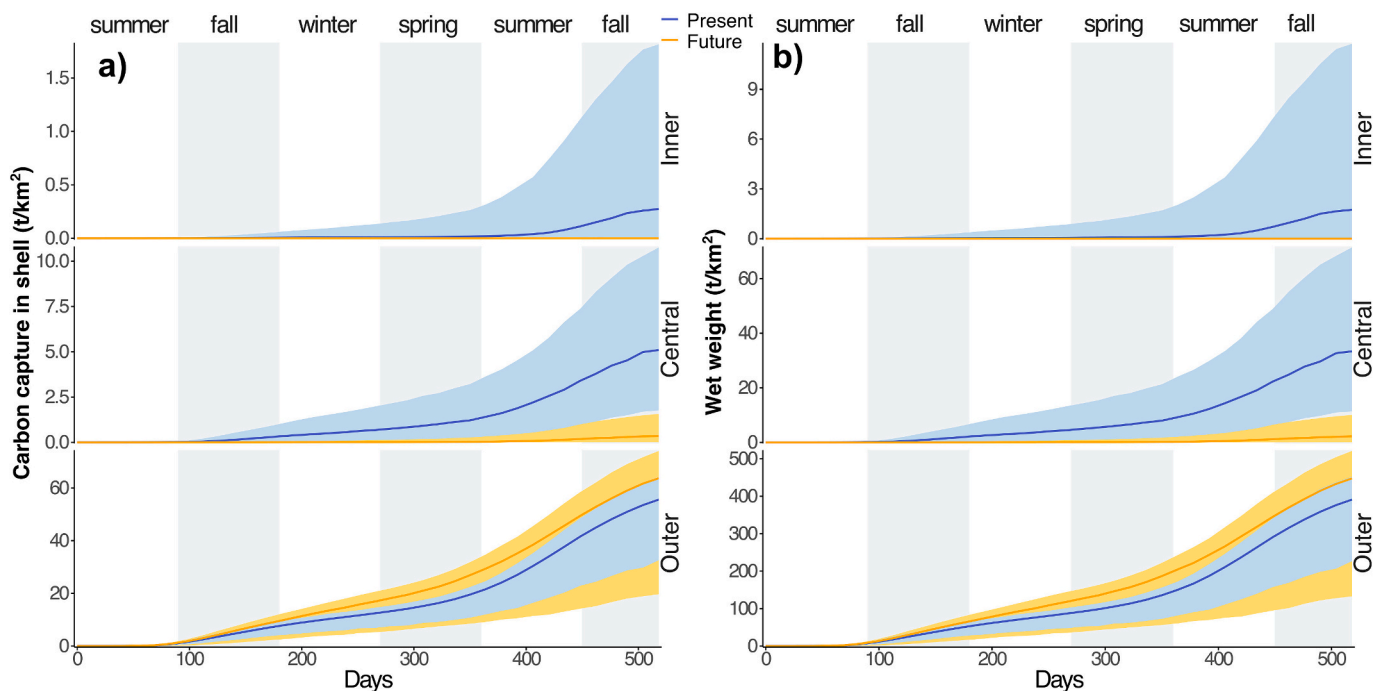 summer fall winter spring summer fall
Present
Future
summer fall winter spring summer fall
a)
Carbon capture in shell (t/km²)
1.5
1.0
0.5
0.0
Inner
10.0
7.5
5.0
2.5
0.0
Central
60
40
20
0
Outer
0 100 200 300 400 500
Days
b)
Wet weight (t/km²)
9
6
3
0
Inner
60
40
20
0
Central
500
400
300
200
100
0
Outer
0 100 200 300 400 500
Days